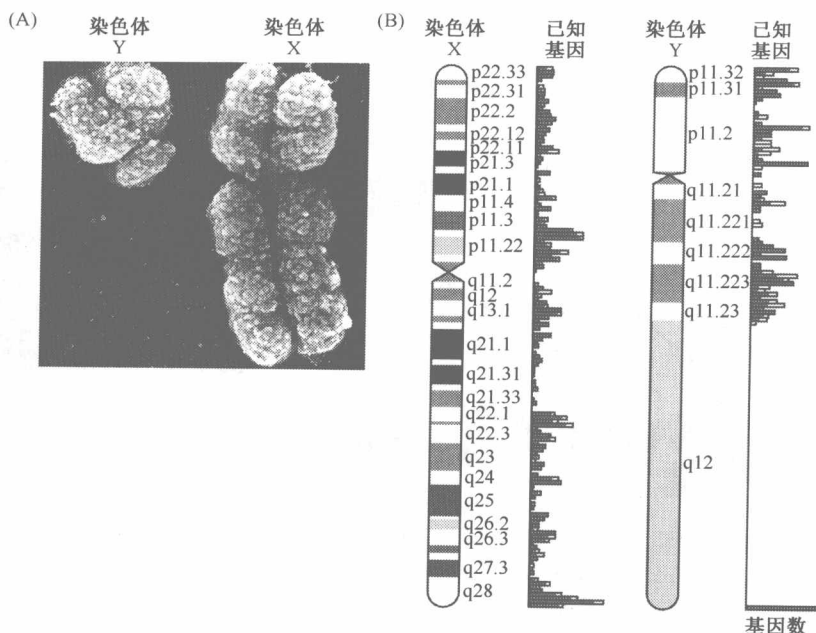 (A)
染色体
Y
染色体
X
(B)
染色体
X
已知
基因
p22.33
p22.31
p22.2
p22.12
p22.11
p21.3
p21.1
p11.4
p11.3
p11.22
q11.2
q12
q13.1
q21.1
q21.31
q21.33
q22.1
q22.3
q23
q24
q25
q26.2
q26.3
q27.3
q28
染色体
Y
已知
基因
p11.32
p11.31
p11.2
q11.21
q11.221
q11.222
q11.223
q11.23
q12
基因数